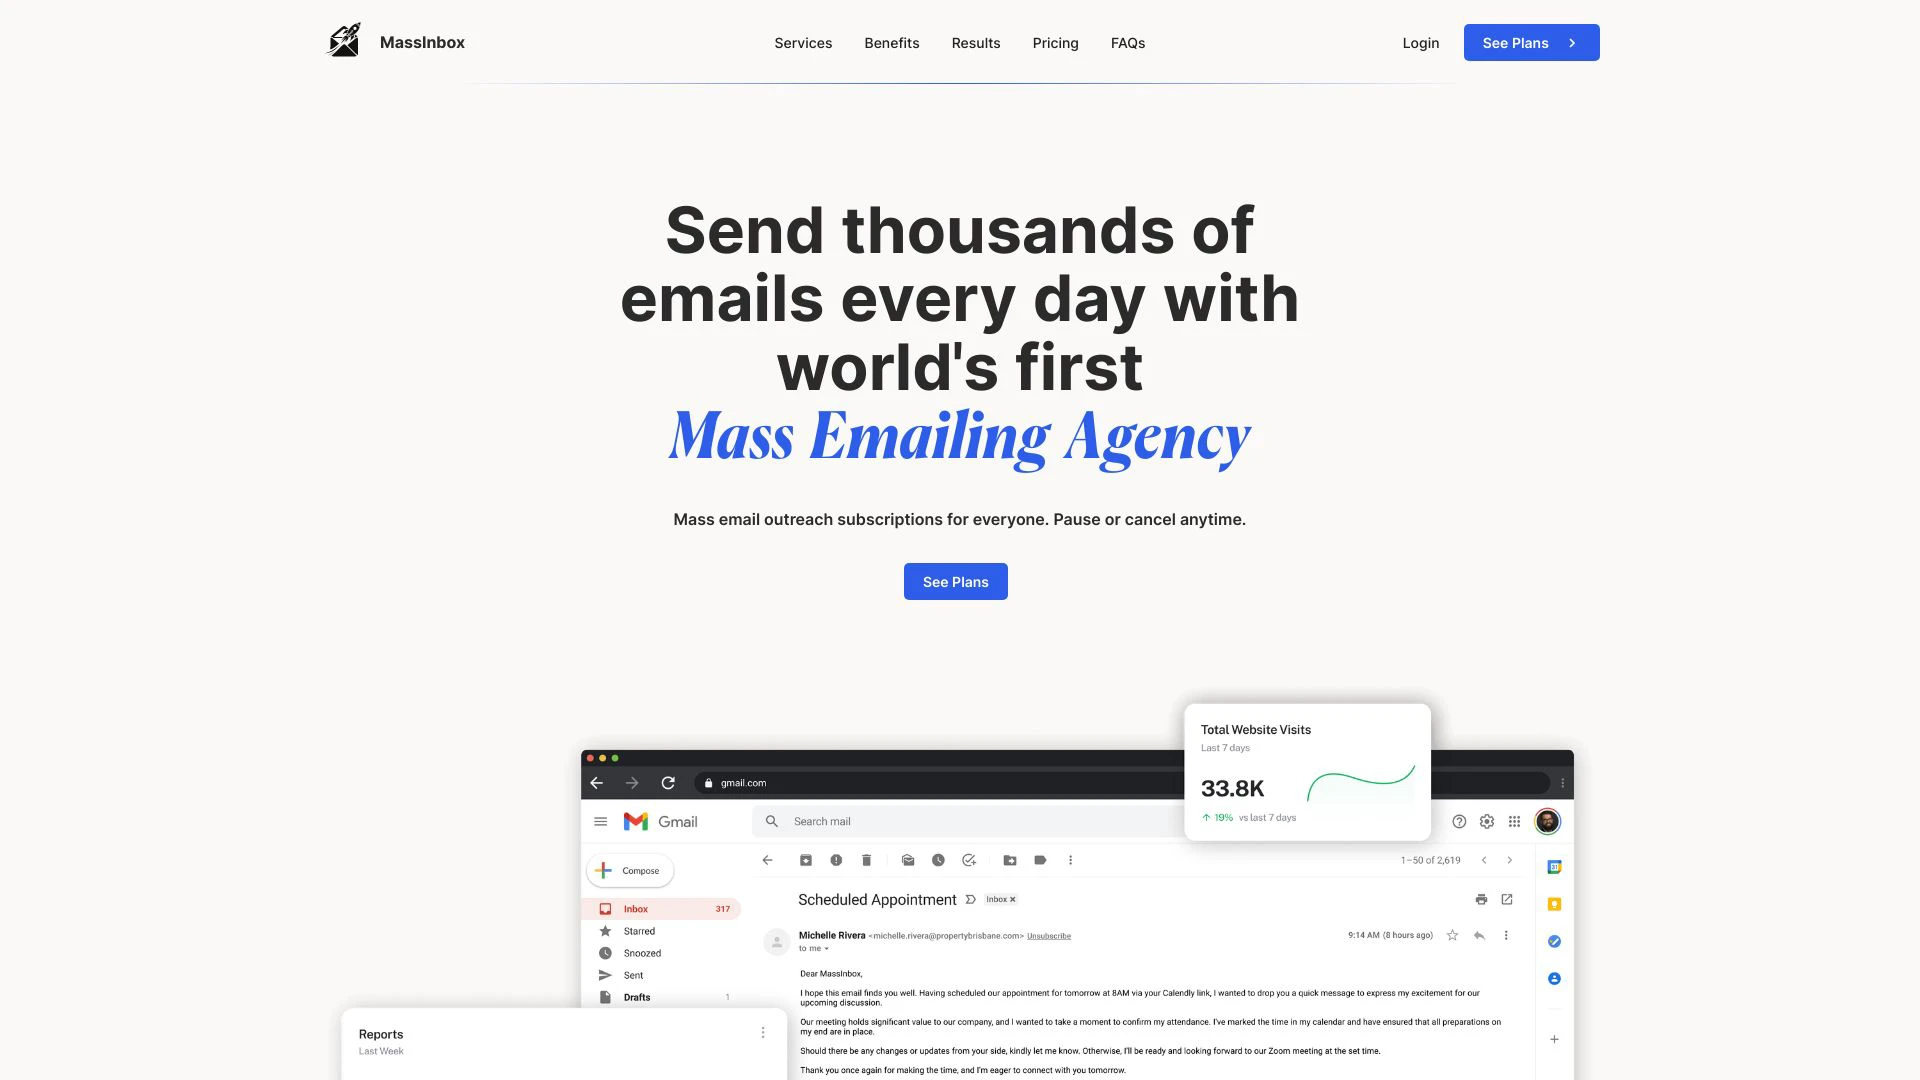 MassInbox
Services Benefits Results Pricing FAQs
Login
See Plans
Send thousands of
emails every day with
world's first
Mass Emailing Agency
Mass email outreach subscriptions for everyone. Pause or cancel anytime.
See Plans
Total Website Visits
Last 7 days
33.8K
19% vs last 7 days
gmail.com
Gmail
Search mail
Compose
1–50 of 2,619
Inbox 317
Starred
Snoozed
Sent
Drafts 1
Scheduled Appointment
Inbox
Michelle Rivera <michelle.rivera@propertybrisbane.com> Unsubscribe
9:14 AM (8 hours ago)
to me
Dear MassInbox,
I hope this email finds you well. Having scheduled our appointment for tomorrow at 8AM via your Calendly link, I wanted to drop you a quick message to express my excitement for our
upcoming discussion.
Our meeting holds significant value to our company, and I wanted to take a moment to confirm my attendance. I've marked the time in my calendar and have ensured that all preparations on
my end are in place.
Should there be any changes or updates from your side, kindly let me know. Otherwise, I'll be ready and looking forward to our Zoom meeting at the set time.
Thank you once again for making the time, and I'm eager to connect with you tomorrow.
Reports
Last Week